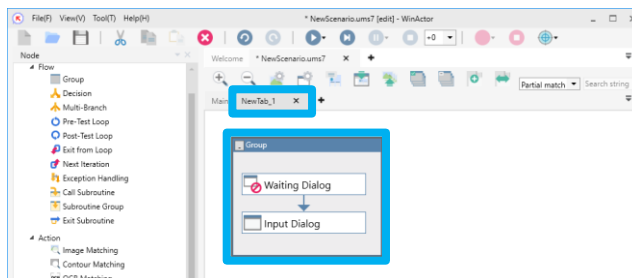 File(F) View(V) Tool(T) Help(H)
* NewScenario.ums7 [edit] - WinActor
+0
Node
Welcome * NewScenario.ums7 X +
Flow
Group
Decision
Multi-Branch
Pre-Test Loop
Post-Test Loop
Exit from Loop
Next Iteration
Exception Handling
Call Subroutine
Subroutine Group
Exit Subroutine
Action
Image Matching
Contour Matching
Partial match Search string
Main NewTab_1 X +
Group
Waiting Dialog
Input Dialog